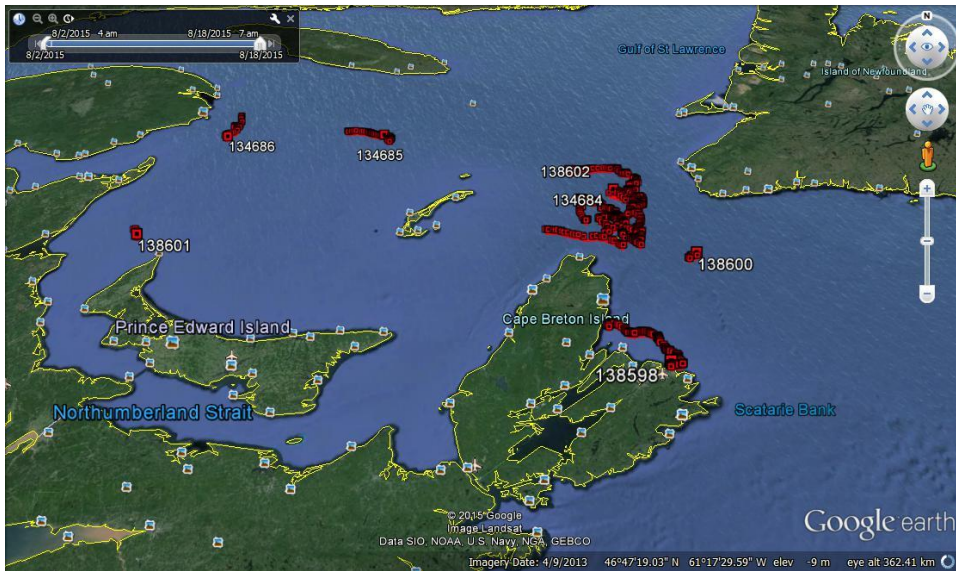 8/2/2015 4 am 8/18/2015 7 am
8/2/2015 8/18/2015
N
Gulf of St Lawrence
Island of Newfoundland
134686
134685
138602
134684
138601
138600
Prince Edward Island
Cape Breton Island
138598
Northumberland Strait
Scatarie Bank
© 2015 Google
Image Landsat
Data SIO, NOAA, U.S. Navy, NGA, GEBCO
Google earth
Imagery Date: 4/9/2013 46°47'19.03" N 61°17'29.59" W elev -9 m eye alt 362.41 km